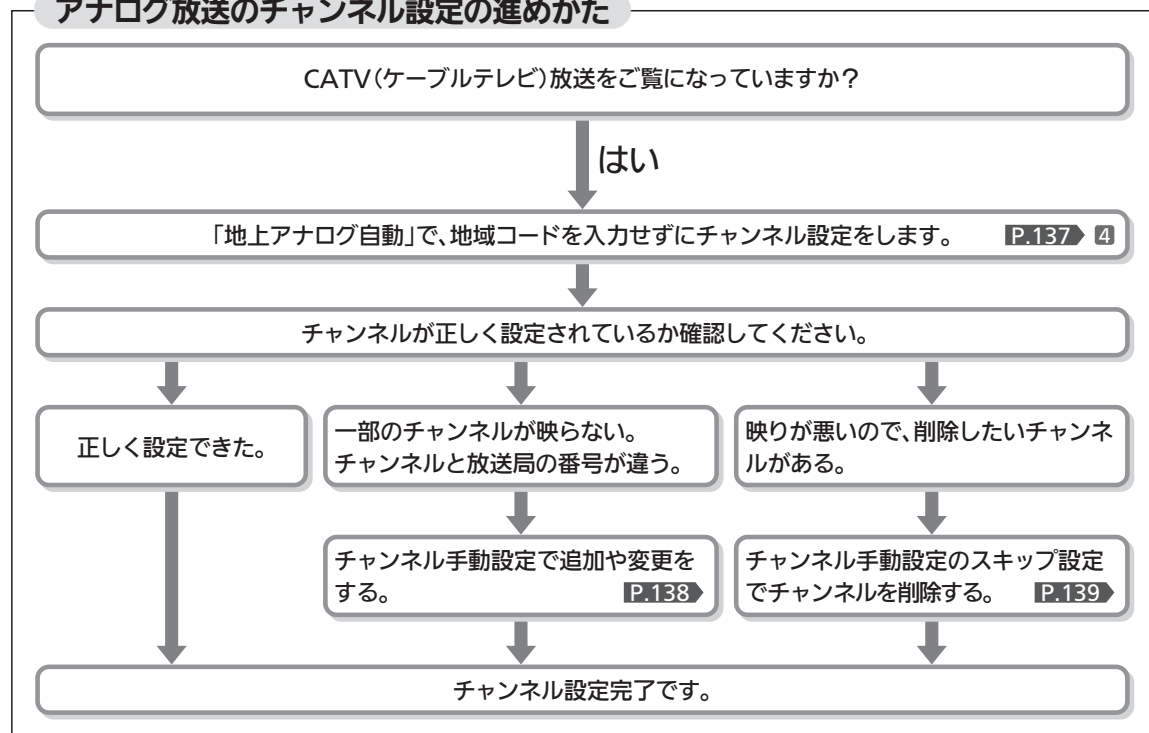 アナログ放送のチャンネル設定の進めかた
CATV（ケーブルテレビ）放送をご覧になっていますか？
はい
「地上アナログ自動」で、地域コードを入力せずにチャンネル設定をします。 P.137 4
チャンネルが正しく設定されているか確認してください。
正しく設定できた。
一部のチャンネルが映らない。
チャンネルと放送局の番号が違う。
映りが悪いので、削除したいチャンネ
ルがある。
チャンネル手動設定で追加や変更を
する。 P.138
チャンネル手動設定のスキップ設定
でチャンネルを削除する。 P.139
チャンネル設定完了です。